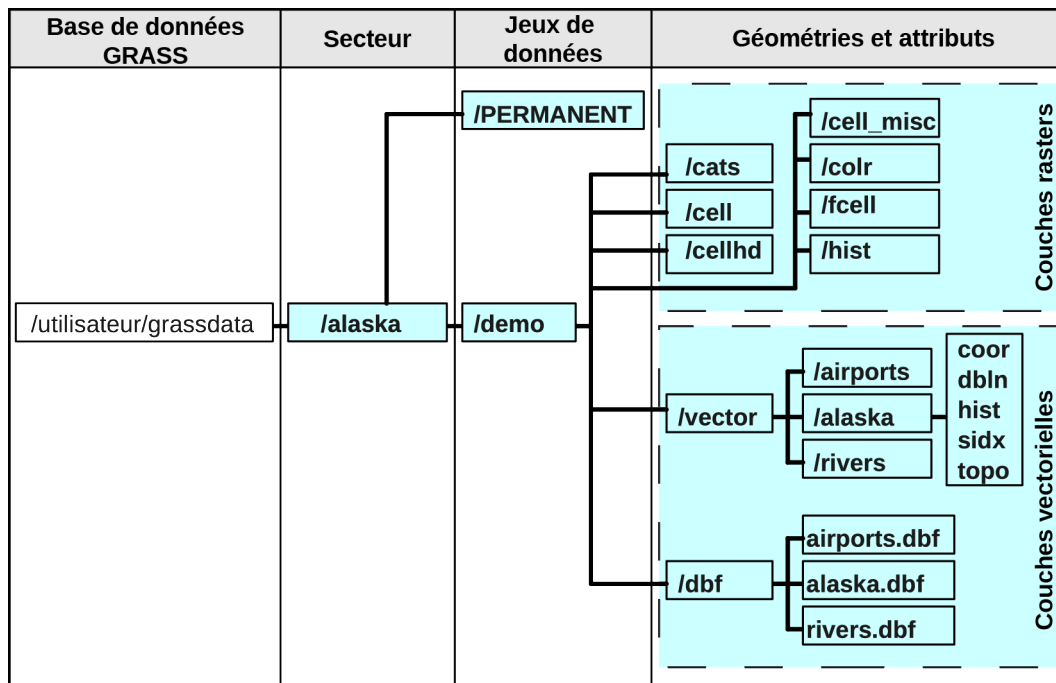 Base de données
GRASS
Secteur
Jeux de
données
Géométries et attributs
/utilisateur/grassdata
/alaska
/PERMANENT
/demo
/cats
/cell
/cellhd
/cell_misc
/colr
/fcell
/hist
Couches rasters
/vector
/airports
/alaska
/rivers
coor
dbln
hist
sidx
topo
/dbf
airports.dbf
alaska.dbf
rivers.dbf
Couches vectorielles